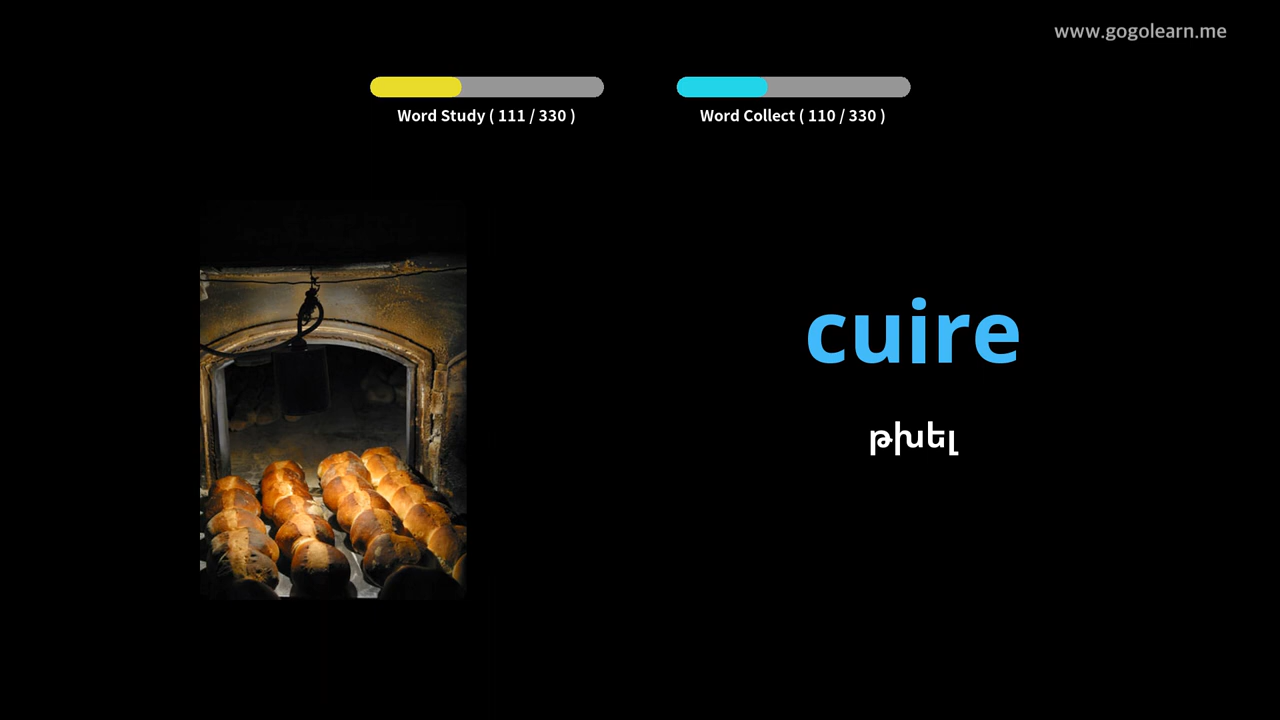 www.gogolearn.me
Word Study ( 111 / 330 )
Word Collect ( 110 / 330 )
cuire
թխել